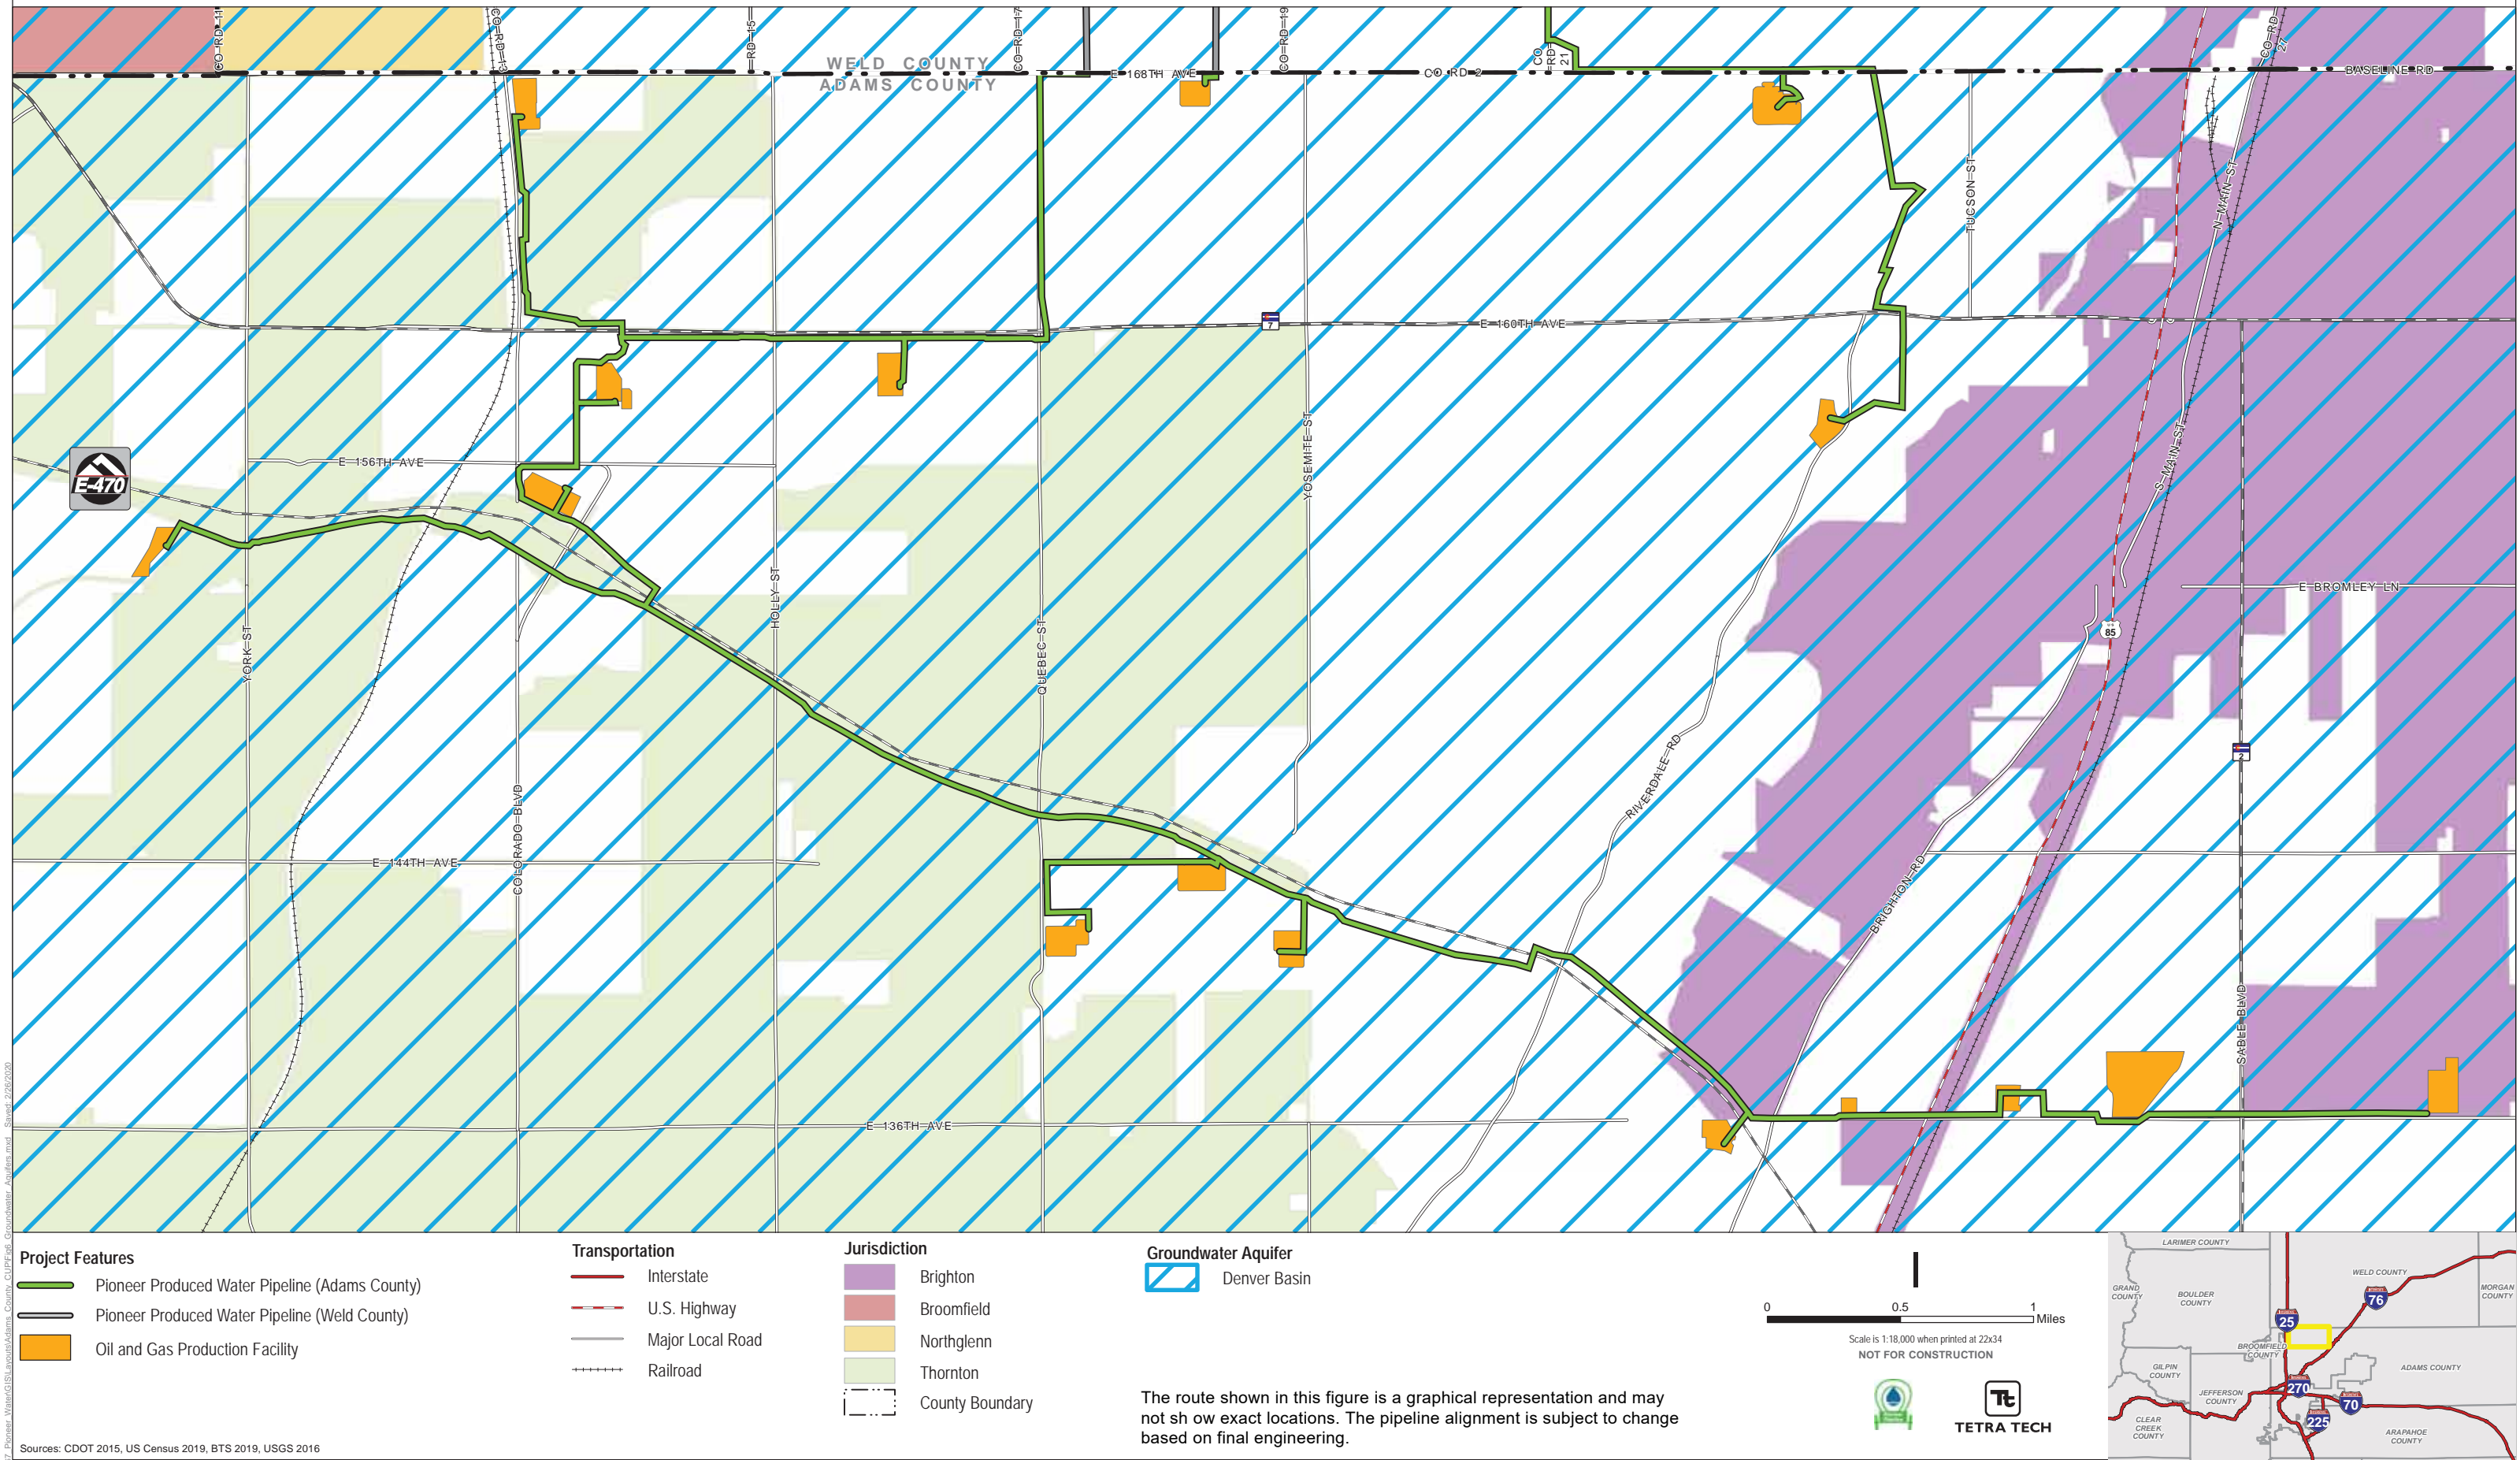 CO RD 11
CO RD 13
RD 15
CO RD 17
CO RD 19
CO RD 21
CO RD 27
WELD COUNTY
ADAMS COUNTY
E 168TH AVE
CO RD 2
BASELINE RD
TUCSON ST
N MAIN ST
7
E 160TH AVE
E 156TH AVE
E-470
YOSEMITE ST
S MAIN ST
E BROMLEY LN
YORK ST
HOLLY ST
QUEBEC ST
85
2
RIVERDALE RD
COLORADO BLVD
E 144TH AVE
BRIGHTON RD
SABLE BLVD
E 136TH AVE
Project Features
Pioneer Produced Water Pipeline (Adams County)
Pioneer Produced Water Pipeline (Weld County)
Oil and Gas Production Facility
Sources: CDOT 2015, US Census 2019, BTS 2019, USGS 2016
Transportation
Interstate
U.S. Highway
Major Local Road
Railroad
Jurisdiction
Brighton
Broomfield
Northglenn
Thornton
County Boundary
Groundwater Aquifer
Denver Basin
The route shown in this figure is a graphical representation and may
not sh ow exact locations. The pipeline alignment is subject to change
based on final engineering.
0 0.5 1
Miles
Scale is 1:18,000 when printed at 22x34
NOT FOR CONSTRUCTION
Tt
TETRA TECH
LARIMER COUNTY
WELD COUNTY
GRAND
COUNTY
BOULDER
COUNTY
MORGAN
COUNTY
76
25
BROOMFIELD
COUNTY
GILPIN
COUNTY
ADAMS COUNTY
JEFFERSON
COUNTY
270
70
225
CLEAR
CREEK
COUNTY
ARAPAHOE
COUNTY
Saved: 2/26/2020